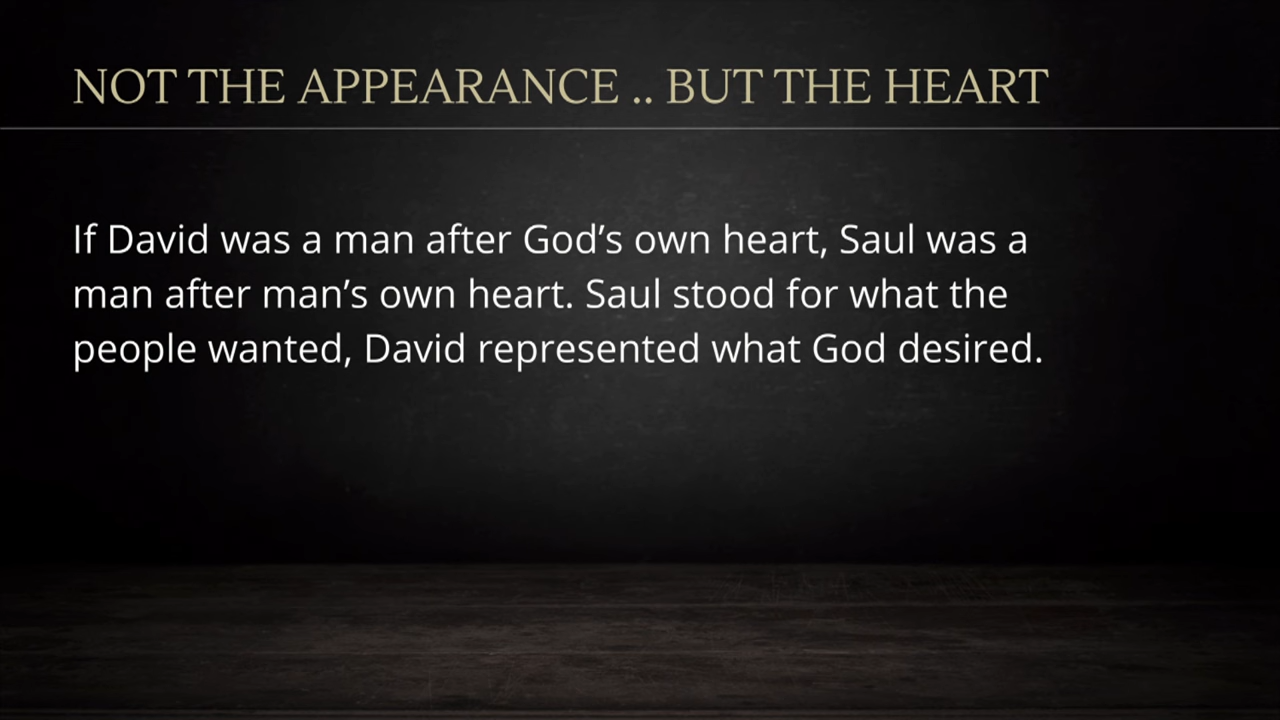 NOT THE APPEARANCE .. BUT THE HEART
If David was a man after God’s own heart, Saul was a
man after man’s own heart. Saul stood for what the
people wanted, David represented what God desired.